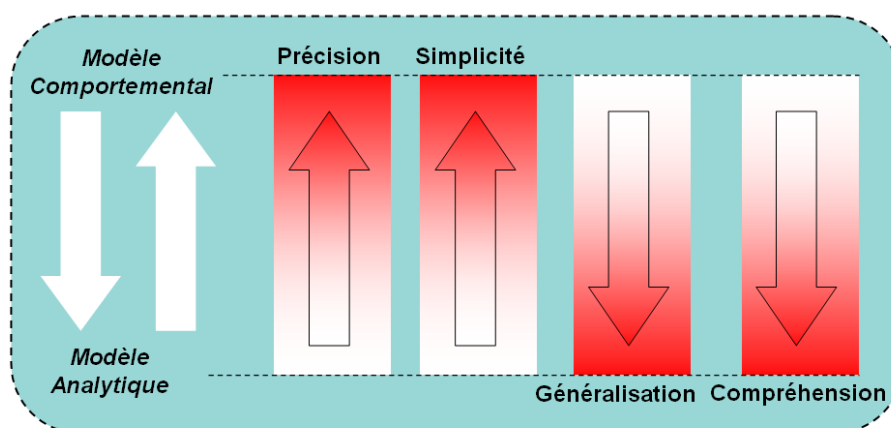 Modèle
Comportemental
Précision
Simplicité
Modèle
Analytique
Généralisation
Compréhension